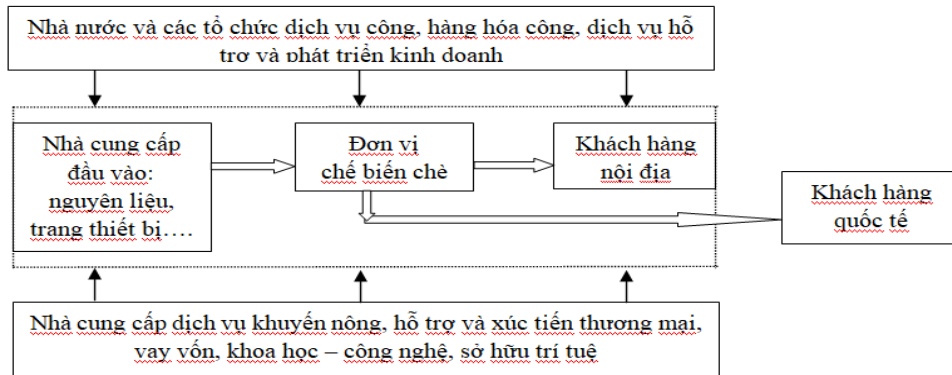 Nhà nước và các tổ chức dịch vụ công, hàng hóa công, dịch vụ hỗ
trợ và phát triển kinh doanh
Nhà cung cấp
đầu vào:
nguyên liệu,
trang thiết bị….
Đơn vị
chế biến chè
Khách hàng
nội địa
Khách hàng
quốc tế
Nhà cung cấp dịch vụ khuyến nông, hỗ trợ và xúc tiến thương mại,
vay vốn, khoa học – công nghệ, sở hữu trí tuệ